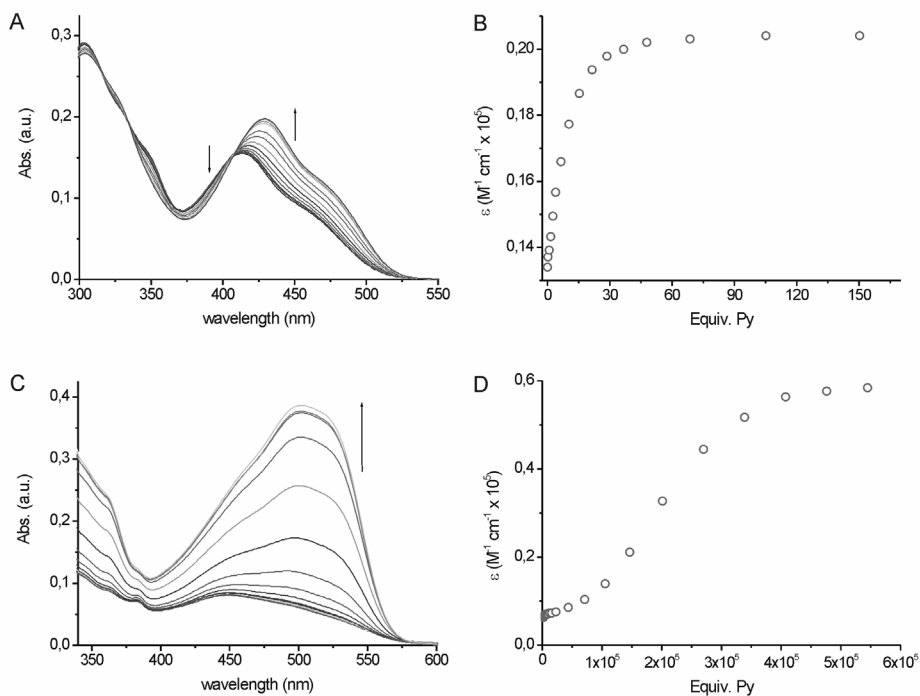 A
0,3
0,2
0,1
0,0
Abs. (a.u.)
300 350 400 450 500 550
wavelength (nm)
B
0,20
0,18
0,16
0,14
ε (M⁻¹ cm⁻¹ x 10⁵)
0 30 60 90 120 150
Equiv. Py
C
0,4
0,3
0,2
0,1
0,0
Abs. (a.u.)
350 400 450 500 550 600
wavelength (nm)
D
0,6
0,4
0,2
0,0
ε (M⁻¹ cm⁻¹ x 10⁵)
0 1x10⁵ 2x10⁵ 3x10⁵ 4x10⁵ 5x10⁵ 6x10⁵
Equiv. Py